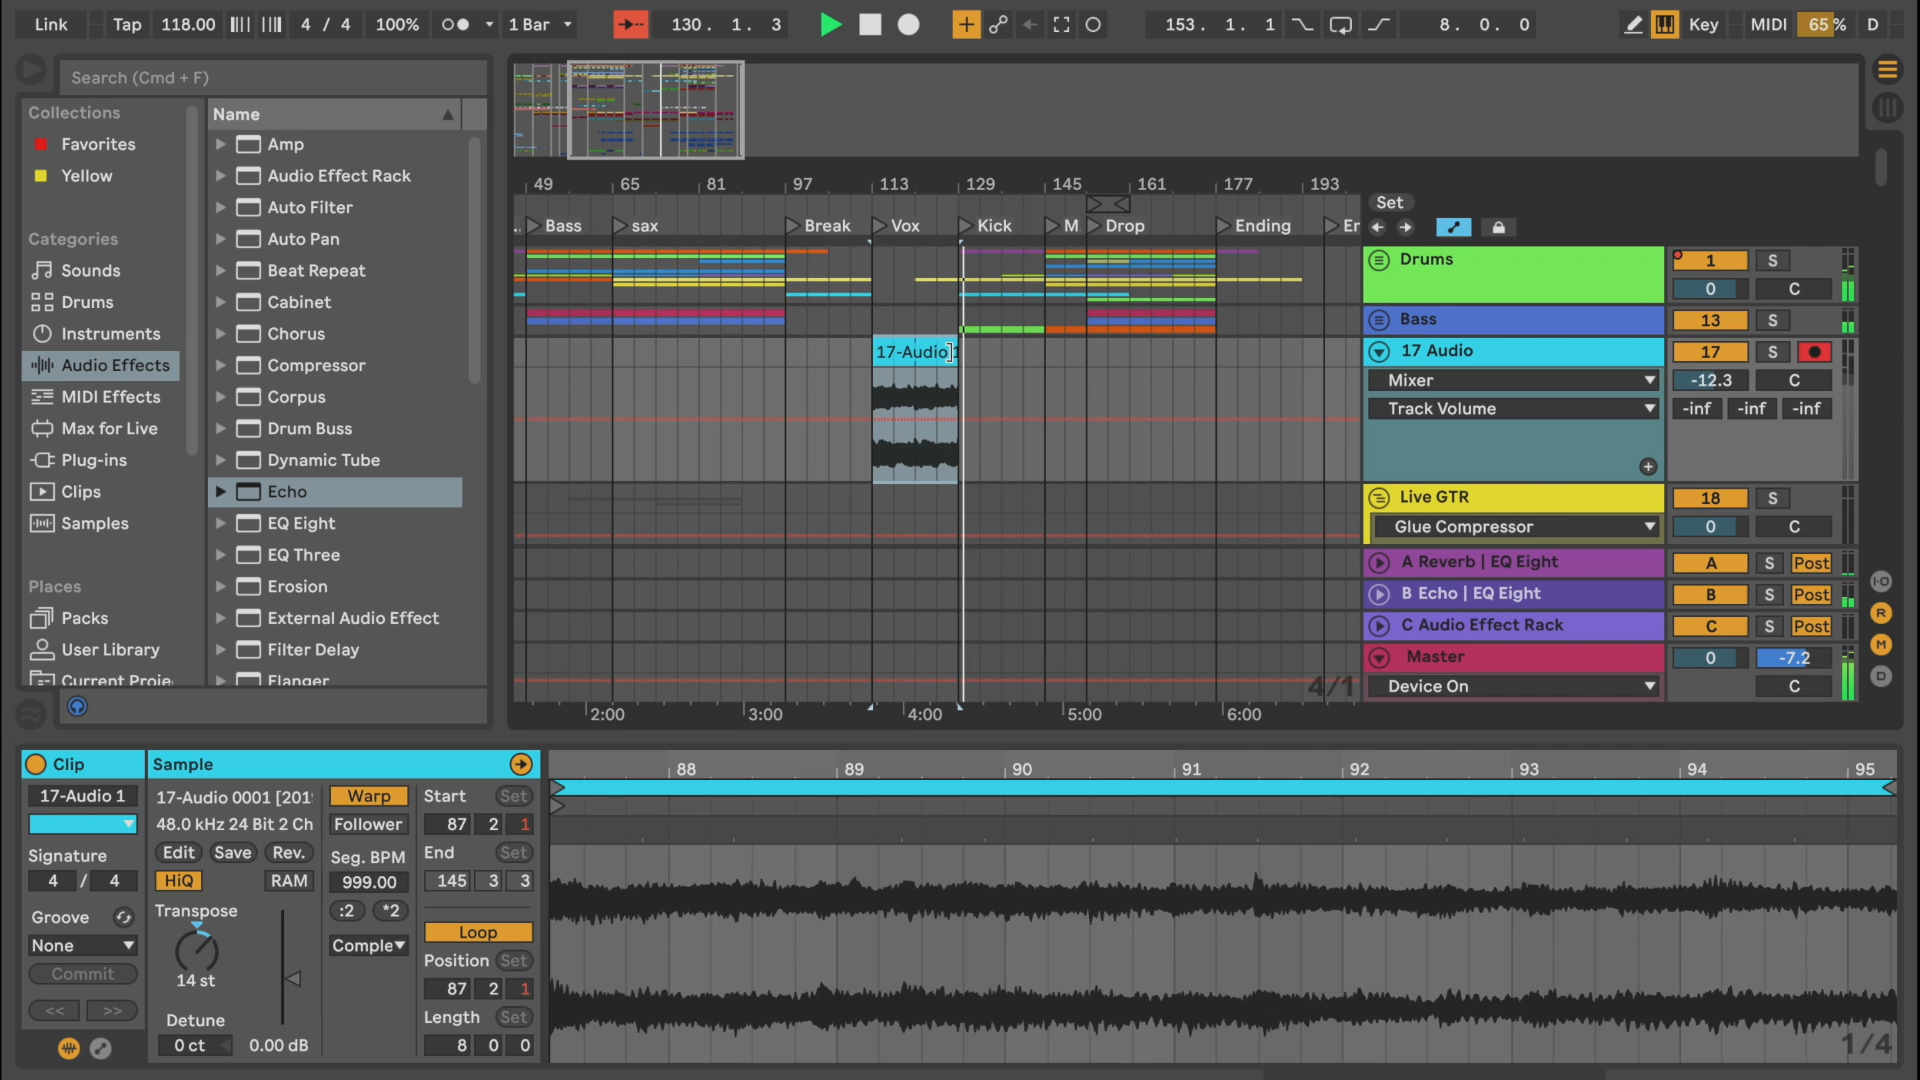 Link Tap 118.00 4 / 4 100% 1 Bar 130. 1. 3 153. 1. 1 8. 0. 0 Key MIDI 65 % D
Search (Cmd + F)
Collections
Favorites
Yellow
Categories
Sounds
Drums
Instruments
Audio Effects
MIDI Effects
Max for Live
Plug-ins
Clips
Samples
Places
Packs
User Library
Current Proje
Name
Amp
Audio Effect Rack
Auto Filter
Auto Pan
Beat Repeat
Cabinet
Chorus
Compressor
Corpus
Drum Buss
Dynamic Tube
Echo
EQ Eight
EQ Three
Erosion
External Audio Effect
Filter Delay
Flanger
49 65 81 97 113 129 145 161 177 193
Bass sax Break Vox Kick M Drop Ending Er
17-Audio 1
4/1
2:00 3:00 4:00 5:00 6:00
Set
Drums 1 S
0 C
Bass 13 S
17 Audio 17 S
Mixer -12.3 C
Track Volume -inf -inf -inf
Live GTR 18 S
Glue Compressor 0 C
A Reverb | EQ Eight A S Post
B Echo | EQ Eight B S Post
C Audio Effect Rack C S Post
Master 0 -7.2
Device On C
I-O
R
M
D
Clip
17-Audio 1
Signature
4 / 4
Groove
None
Commit
<< >>
Sample
17-Audio 0001 [201
48.0 kHz 24 Bit 2 Ch
Edit Save Rev.
HiQ RAM
Transpose
14 st
Detune
0 ct 0.00 dB
Warp
Follower
Seg. BPM
999.00
:2 *2
Comple
Start Set
87 2 1
End Set
145 3 3
Loop
Position Set
87 2 1
Length Set
8 0 0
88 89 90 91 92 93 94 95
1/4